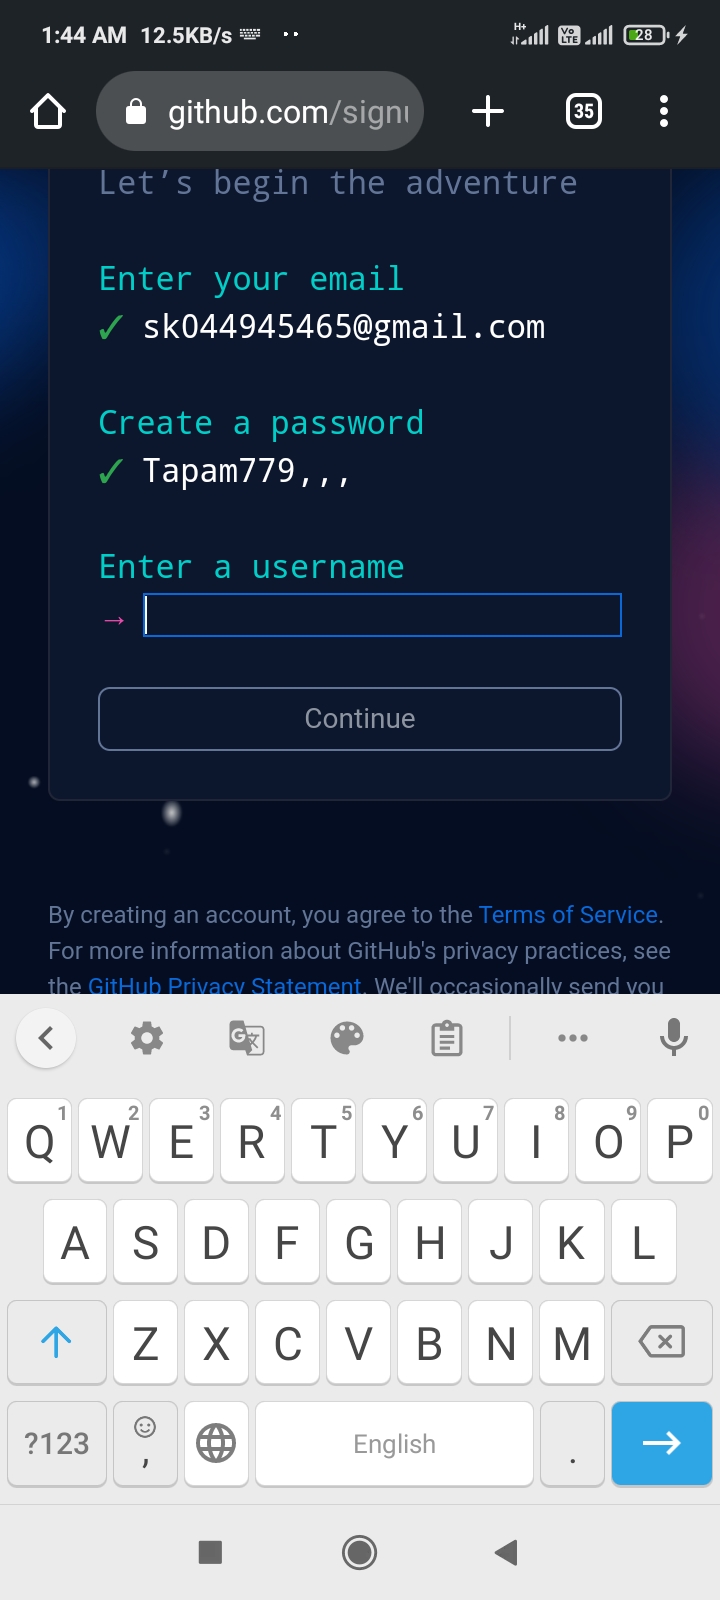 1:44 AM 12.5KB/s H+ Vo LTE 28
github.com/signu
35
Let's begin the adventure
Enter your email
✓ sk044945465@gmail.com
Create a password
✓ Tapam779,,,
Enter a username
→
Continue
By creating an account, you agree to the Terms of Service.
For more information about GitHub's privacy practices, see
the GitHub Privacy Statement. We'll occasionally send you
1 2 3 4 5 6 7 8 9 0
Q W E R T Y U I O P
A S D F G H J K L
Z X C V B N M
?123 , English .